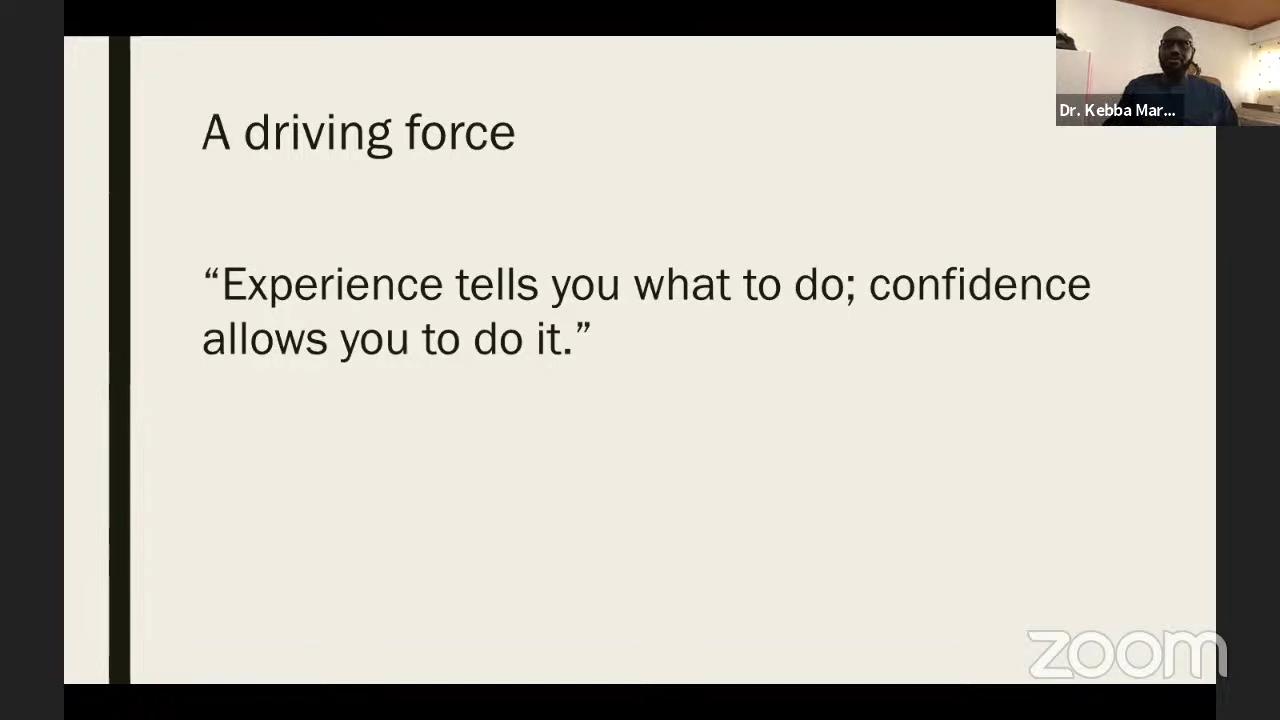 A driving force
“Experience tells you what to do; confidence
allows you to do it.”
Dr. Kebba Mar...
zoom